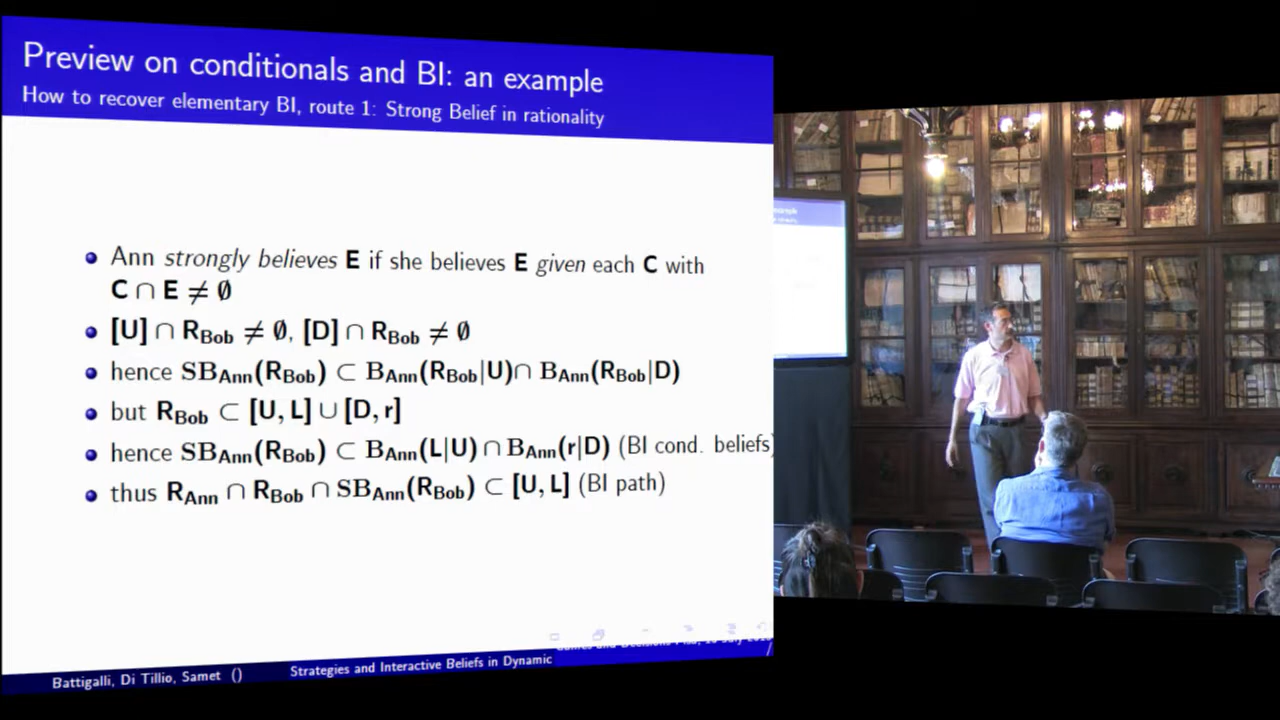 Preview on conditionals and BI: an example
How to recover elementary BI, route 1: Strong Belief in rationality
Ann strongly believes E if she believes E given each C with
C ∩ E ≠ ∅
[U] ∩ R_Bob ≠ ∅, [D] ∩ R_Bob ≠ ∅
hence SB_Ann(R_Bob) ⊂ B_Ann(R_Bob|U)∩ B_Ann(R_Bob|D)
but R_Bob ⊂ [U, L] ∪ [D, r]
hence SB_Ann(R_Bob) ⊂ B_Ann(L|U) ∩ B_Ann(r|D) (BI cond. beliefs)
thus R_Ann ∩ R_Bob ∩ SB_Ann(R_Bob) ⊂ [U, L] (BI path)
Battigalli, Di Tillio, Samet ()
Strategies and Interactive Beliefs in Dynamic